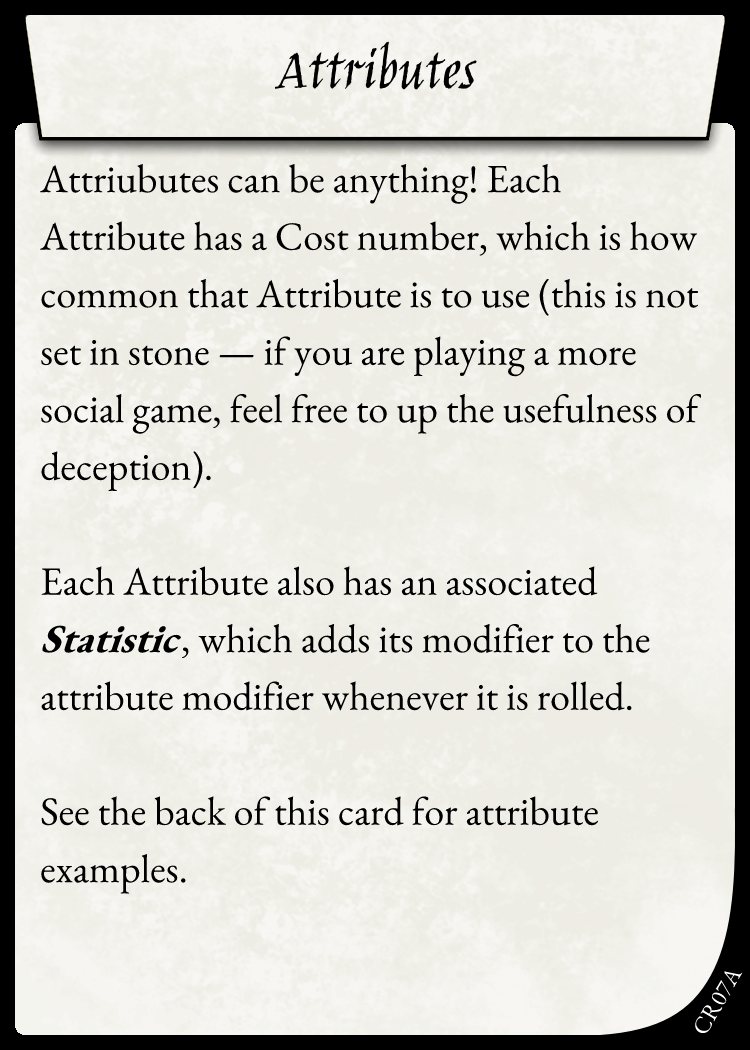 Attributes
Attriubutes can be anything! Each
Attribute has a Cost number, which is how
common that Attribute is to use (this is not
set in stone — if you are playing a more
social game, feel free to up the usefulness of
deception).
Each Attribute also has an associated
Statistic, which adds its modifier to the
attribute modifier whenever it is rolled.
See the back of this card for attribute
examples.
CR07A